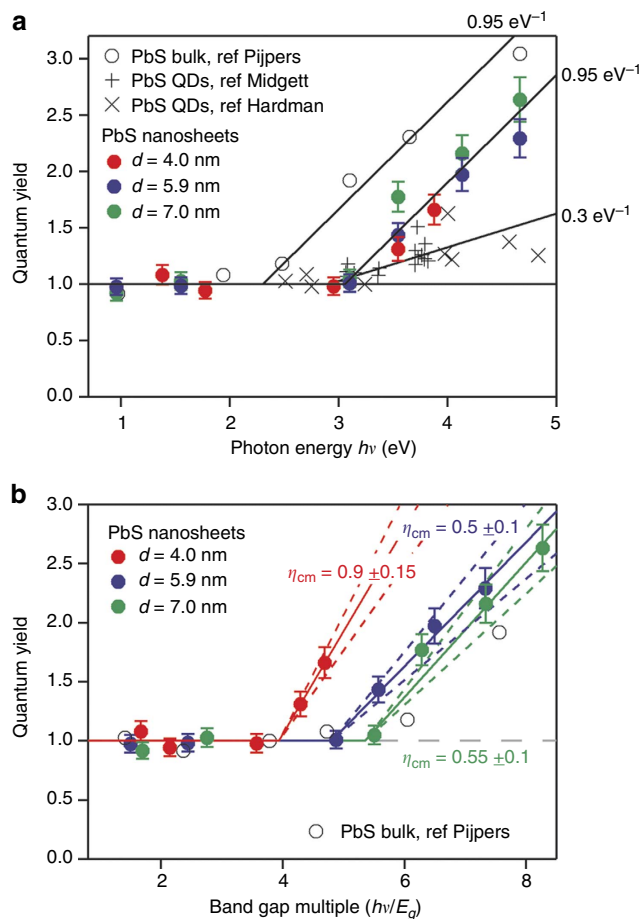 a
0.95 eV⁻¹
3.0
PbS bulk, ref Pijpers
PbS QDs, ref Midgett
0.95 eV⁻¹
2.5
PbS QDs, ref Hardman
PbS nanosheets
2.0
d = 4.0 nm
d = 5.9 nm
1.5
d = 7.0 nm
0.3 eV⁻¹
1.0
0.5
0.0
Quantum yield
1 2 3 4 5
Photon energy hν (eV)
b
3.0
PbS nanosheets
ηcm = 0.5 ±0.1
2.5
d = 4.0 nm
d = 5.9 nm
ηcm = 0.9 ±0.15
d = 7.0 nm
2.0
1.5
1.0
ηcm = 0.55 ±0.1
0.5
PbS bulk, ref Pijpers
0.0
Quantum yield
2 4 6 8
Band gap multiple (hν/Eg)